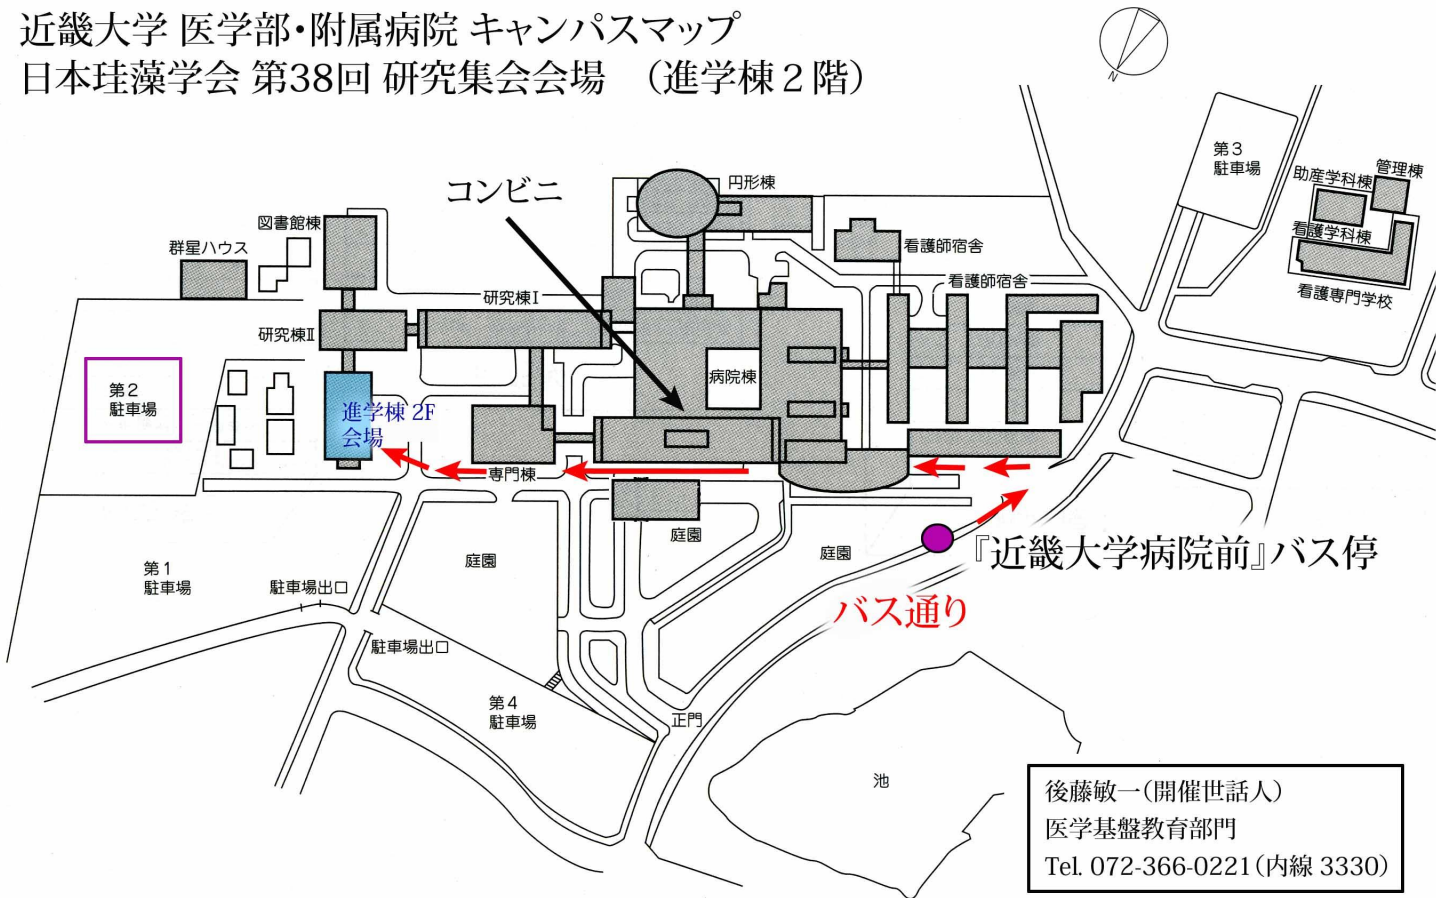 近畿大学 医学部・附属病院 キャンパスマップ
日本珪藻学会 第38回 研究集会会場 （進学棟２階）
N
第３
駐車場
助産学科棟
管理棟
看護学科棟
看護専門学校
コンビニ
円形棟
図書館棟
群星ハウス
看護師宿舎
看護師宿舎
研究棟Ⅰ
研究棟Ⅱ
病院棟
第２
駐車場
進学棟 2F
会場
専門棟
庭園
庭園
庭園
『近畿大学病院前』バス停
バス通り
第１
駐車場
駐車場出口
駐車場出口
第４
駐車場
正門
池
後藤敏一（開催世話人）
医学基盤教育部門
Tel. 072-366-0221（内線 3330）